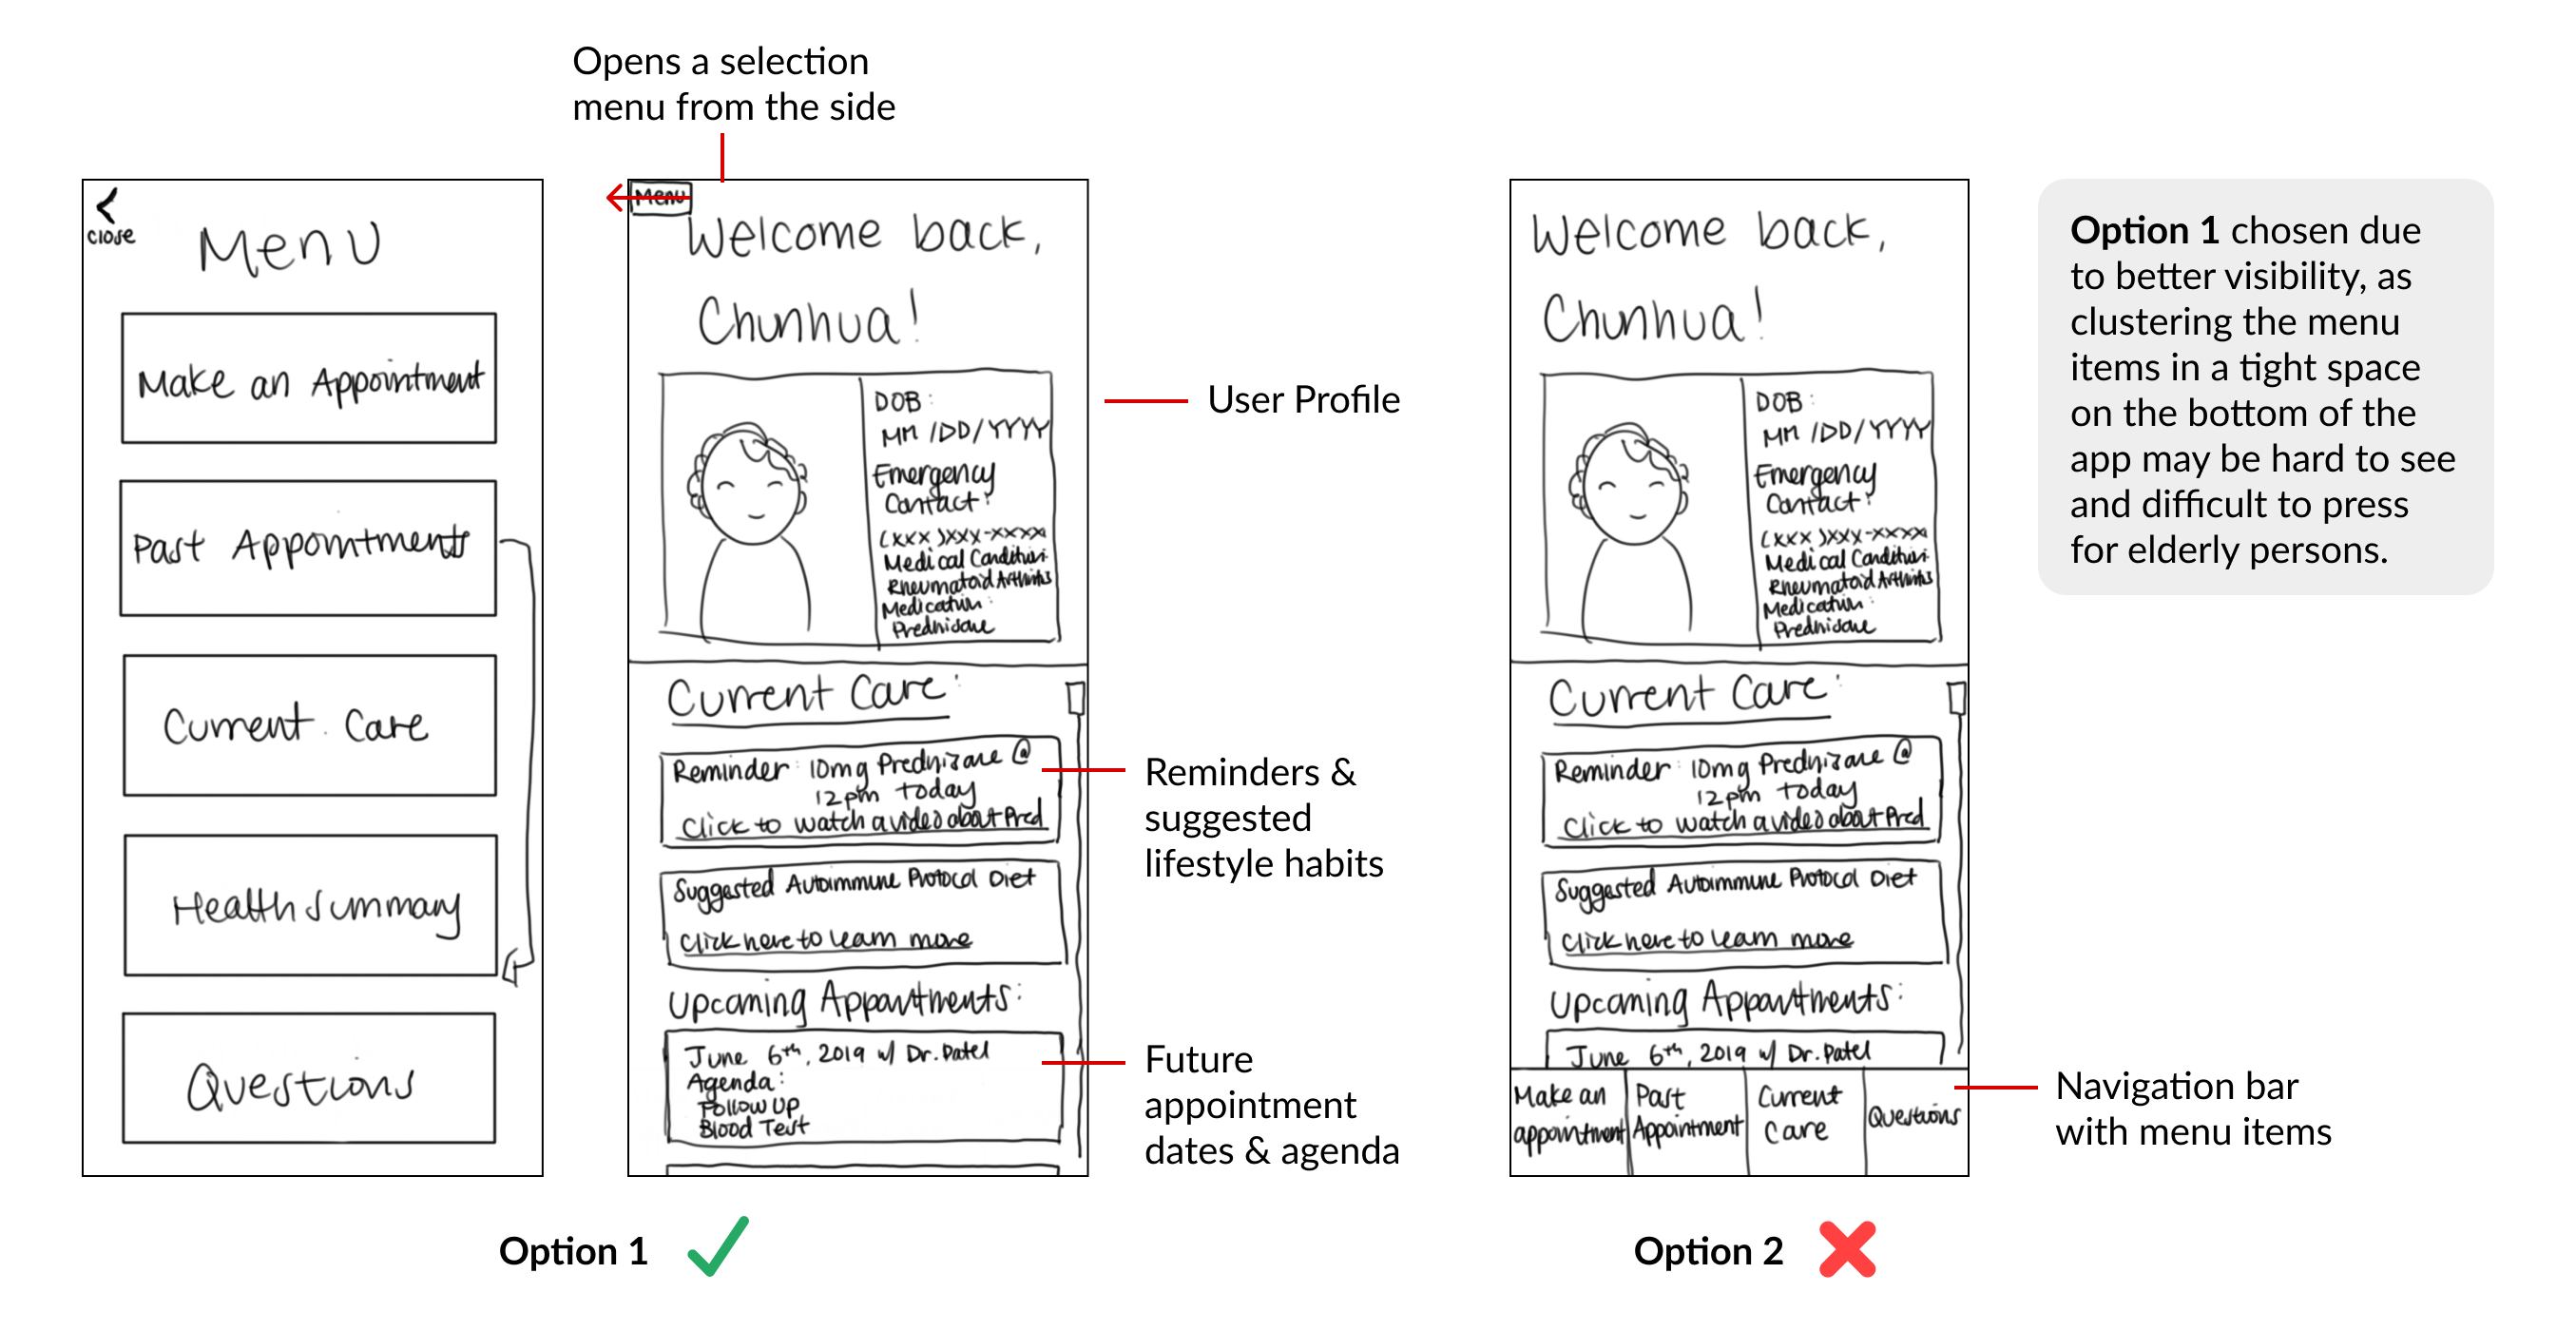 Opens a selection
menu from the side
close
Menu
Make an Appointment
Past Appointments
Current Care
Health Summary
Questions
Menu
Welcome back,
Chunhua!
DOB:
MM/DD/YYYY
Emergency
Contact:
(xxx)xxx-xxxx
Medical Condition:
Rheumatoid Arthritis
Medication:
Prednisone
Current Care:
Reminder: 10mg Prednisone @
12pm today
Click to watch a video about Pred
Suggested Autoimmune Protocol Diet
Click here to learn more
Upcoming Appointments:
June 6th, 2019 w/ Dr. Patel
Agenda:
Follow Up
Blood Test
User Profile
Reminders &
suggested
lifestyle habits
Future
appointment
dates & agenda
Option 1
Welcome back,
Chunhua!
DOB:
MM/DD/YYYY
Emergency
Contact:
(xxx)xxx-xxxx
Medical Condition:
Rheumatoid Arthritis
Medication:
Prednisone
Current Care:
Reminder: 10mg Prednisone @
12pm today
Click to watch a video about Pred
Suggested Autoimmune Protocol Diet
Click here to learn more
Upcoming Appointments:
June 6th, 2019 w/ Dr. Patel
Make an
appointment
Past
Appointment
Current
Care
Questions
Navigation bar
with menu items
Option 2
Option 1 chosen due
to better visibility, as
clustering the menu
items in a tight space
on the bottom of the
app may be hard to see
and difficult to press
for elderly persons.